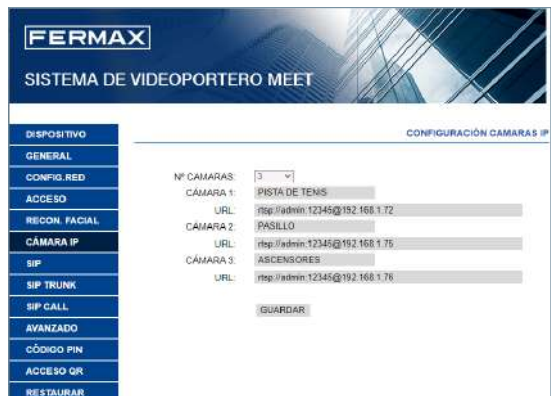 FERMAX
SISTEMA DE VIDEOPORTERO MEET
CONFIGURACIÓN CAMARAS IP
DISPOSITIVO
GENERAL
CONFIG.RED
ACCESO
RECON. FACIAL
CÁMARA IP
SIP
SIP TRUNK
SIP CALL
AVANZADO
CÓDIGO PIN
ACCESO QR
RESTAURAR
Nº CAMARAS: 3
CÁMARA 1: PISTA DE TENIS
URL: rtsp://admin:12345@192.168.1.72
CÁMARA 2: PASILLO
URL: rtsp://admin:12345@192.168.1.75
CÁMARA 3: ASCENSORES
URL: rtsp://admin:12345@192.168.1.76
GUARDAR